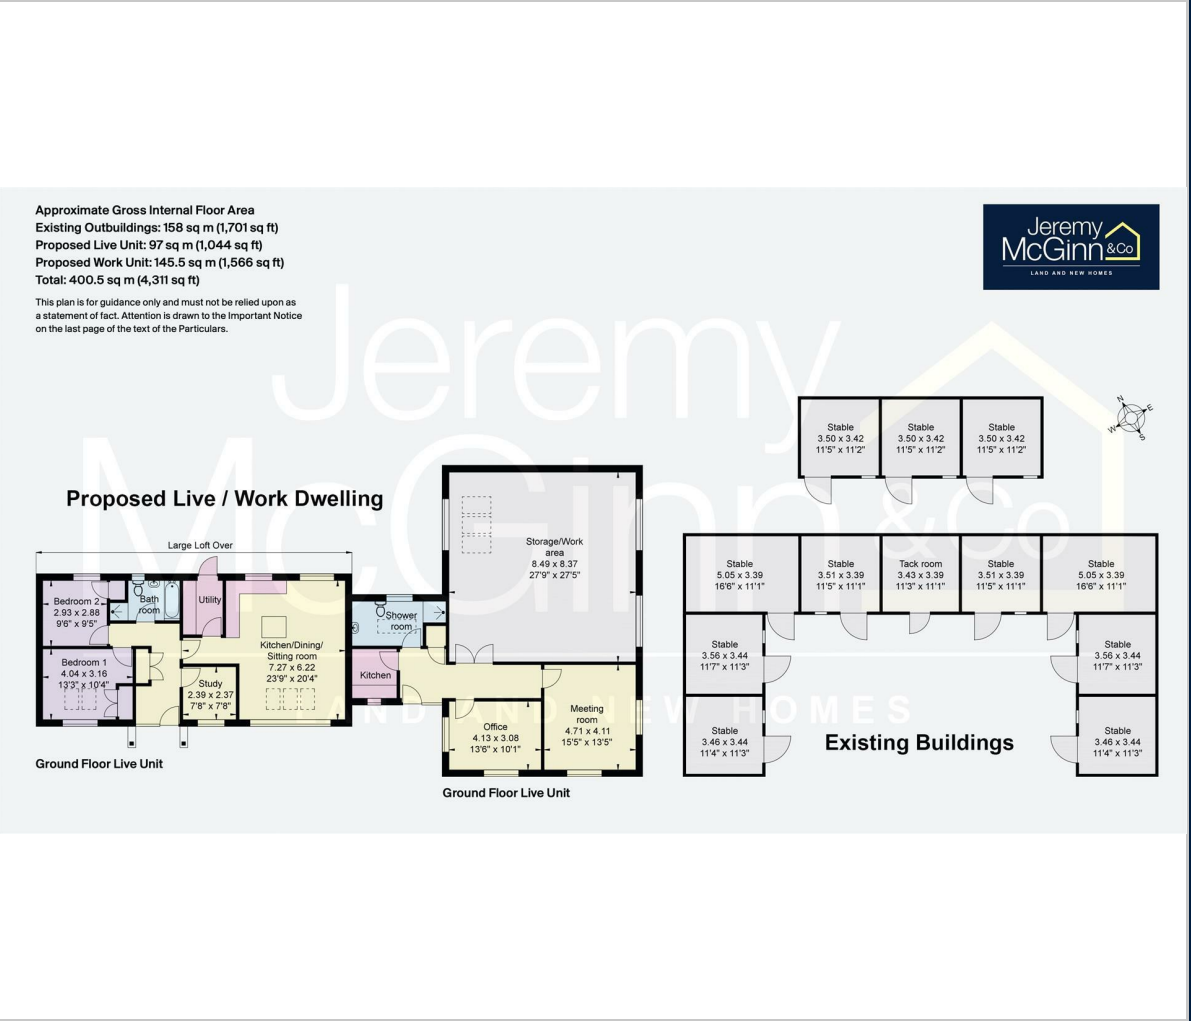 Approximate Gross Internal Floor Area
Existing Outbuildings: 158 sq m (1,701 sq ft)
Proposed Live Unit: 97 sq m (1,044 sq ft)
Proposed Work Unit: 145.5 sq m (1,566 sq ft)
Total: 400.5 sq m (4,311 sq ft)
This plan is for guidance only and must not be relied upon as
a statement of fact. Attention is drawn to the Important Notice
on the last page of the text of the Particulars.
Jeremy
McGinn &Co
LAND AND NEW HOMES
Jeremy
McGinn &Co
LAND AND NEW HOMES
Proposed Live / Work Dwelling
Large Loft Over
Bedroom 2
2.93 x 2.88
9'6" x 9'5"
Bath
room
Utility
Kitchen/Dining/
Sitting room
7.27 x 6.22
23'9" x 20'4"
Bedroom 1
4.04 x 3.16
13'3" x 10'4"
Study
2.39 x 2.37
7'8" x 7'8"
Ground Floor Live Unit
Storage/Work
area
8.49 x 8.37
27'9" x 27'5"
Shower
room
Kitchen
Office
4.13 x 3.08
13'6" x 10'1"
Meeting
room
4.71 x 4.11
15'5" x 13'5"
Ground Floor Live Unit
Stable
3.50 x 3.42
11'5" x 11'2"
Stable
3.50 x 3.42
11'5" x 11'2"
Stable
3.50 x 3.42
11'5" x 11'2"
N
E
S
W
Stable
5.05 x 3.39
16'6" x 11'1"
Stable
3.51 x 3.39
11'5" x 11'1"
Tack room
3.43 x 3.39
11'3" x 11'1"
Stable
3.51 x 3.39
11'5" x 11'1"
Stable
5.05 x 3.39
16'6" x 11'1"
Stable
3.56 x 3.44
11'7" x 11'3"
Stable
3.56 x 3.44
11'7" x 11'3"
Stable
3.46 x 3.44
11'4" x 11'3"
Stable
3.46 x 3.44
11'4" x 11'3"
Existing Buildings